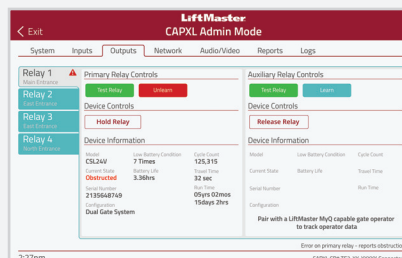 LiftMaster
Exit
CAPXL Admin Mode
System Inputs Outputs Network Audio/Video Reports Logs
Relay 1
Main Entrance
Relay 2
East Entrance
Relay 3
East Entrance
Relay 4
North Entrance
Primary Relay Controls
Test Relay Unlearn
Device Controls
Hold Relay
Device Information
Model Low Battery Condition Cycle Count
CSL24V 7 Times 125,315
Current State Battery Life Travel Time
Obstructed 3.36hrs 32 sec
Serial Number Run Time
2135648749 05yrs 02mos
15days 2hrs
Configuration
Dual Gate System
Auxiliary Relay Controls
Test Relay Learn
Device Controls
Release Relay
Device Information
Model Low Battery Condition Cycle Count
Current State Battery Life Travel Time
Serial Number Run Time
Configuration
Pair with a LiftMaster MyQ capable gate operator
to track operator data
Error on primary relay - reports obstruction
2:27pm